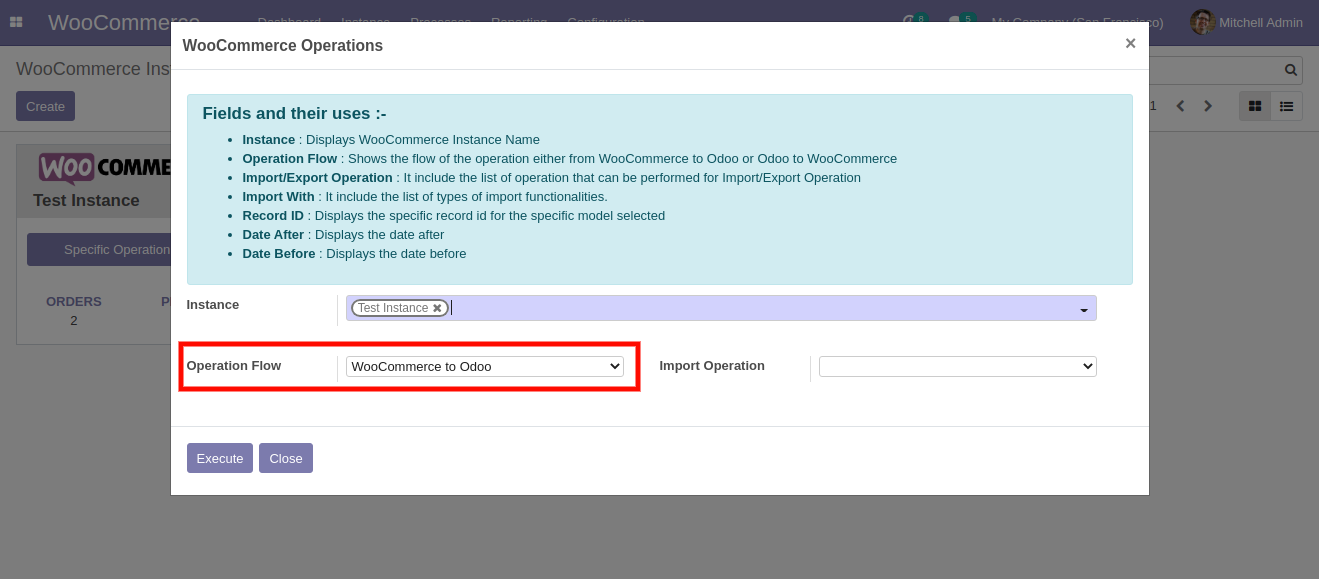 WooCommerce
WooCommerce Operations
×
WooCommerce Ins
Create
1
WOO COMME
Test Instance
Specific Operation
ORDERS
P
2
8
5
My Company (San Francisco)
Mitchell Admin
Dashboard Instance Processes Reporting Configuration
Fields and their uses :-
Instance : Displays WooCommerce Instance Name
Operation Flow : Shows the flow of the operation either from WooCommerce to Odoo or Odoo to WooCommerce
Import/Export Operation : It include the list of operation that can be performed for Import/Export Operation
Import With : It include the list of types of import functionalities.
Record ID : Displays the specific record id for the specific model selected
Date After : Displays the date after
Date Before : Displays the date before
Instance
Test Instance
Operation Flow
WooCommerce to Odoo
Import Operation
Execute
Close